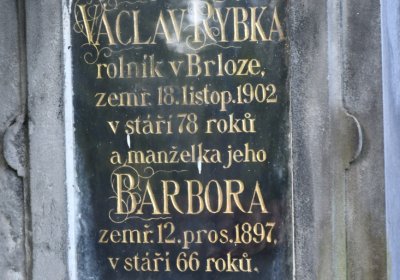 VÁCLAV RYBKA
rolník v Brloze,
zemř. 18. listop. 1902
v stáří 78 roků
a manželka jeho
BARBORA
zemř. 12. pros. 1897,
v stáří 66 roků.